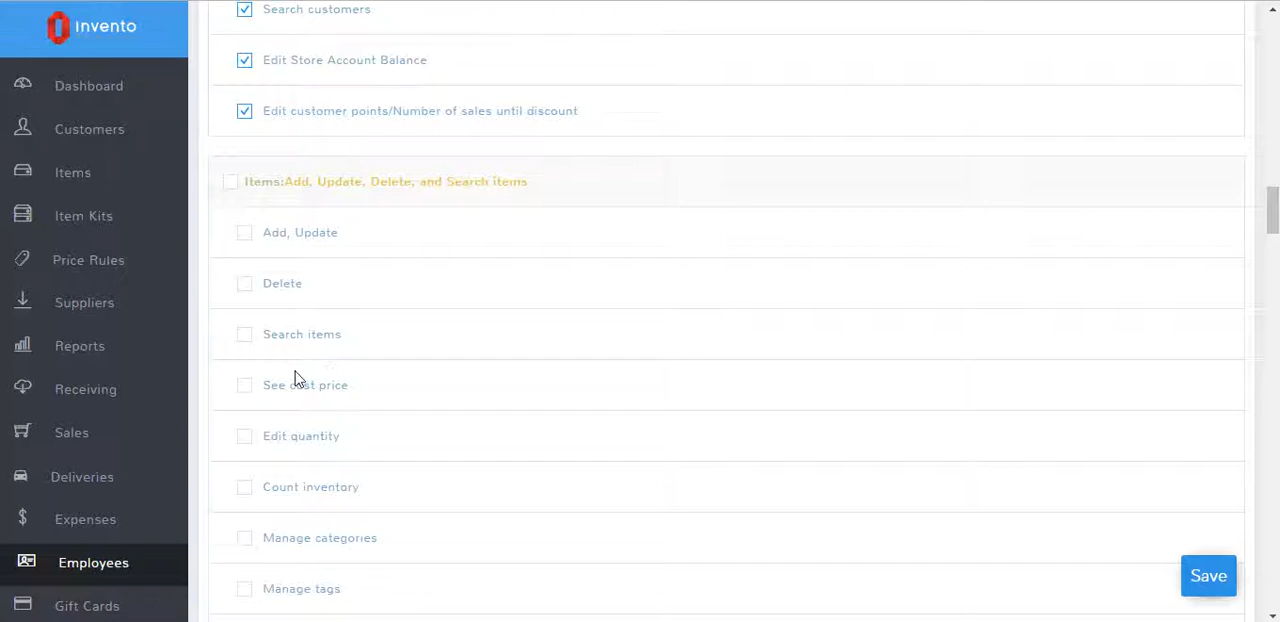 invento
Dashboard
Customers
Items
Item Kits
Price Rules
Suppliers
Reports
Receiving
Sales
Deliveries
Expenses
Employees
Gift Cards
Search customers
Edit Store Account Balance
Edit customer points/Number of sales until discount
Items:Add, Update, Delete, and Search items
Add, Update
Delete
Search items
See cost price
Edit quantity
Count inventory
Manage categories
Manage tags
Save